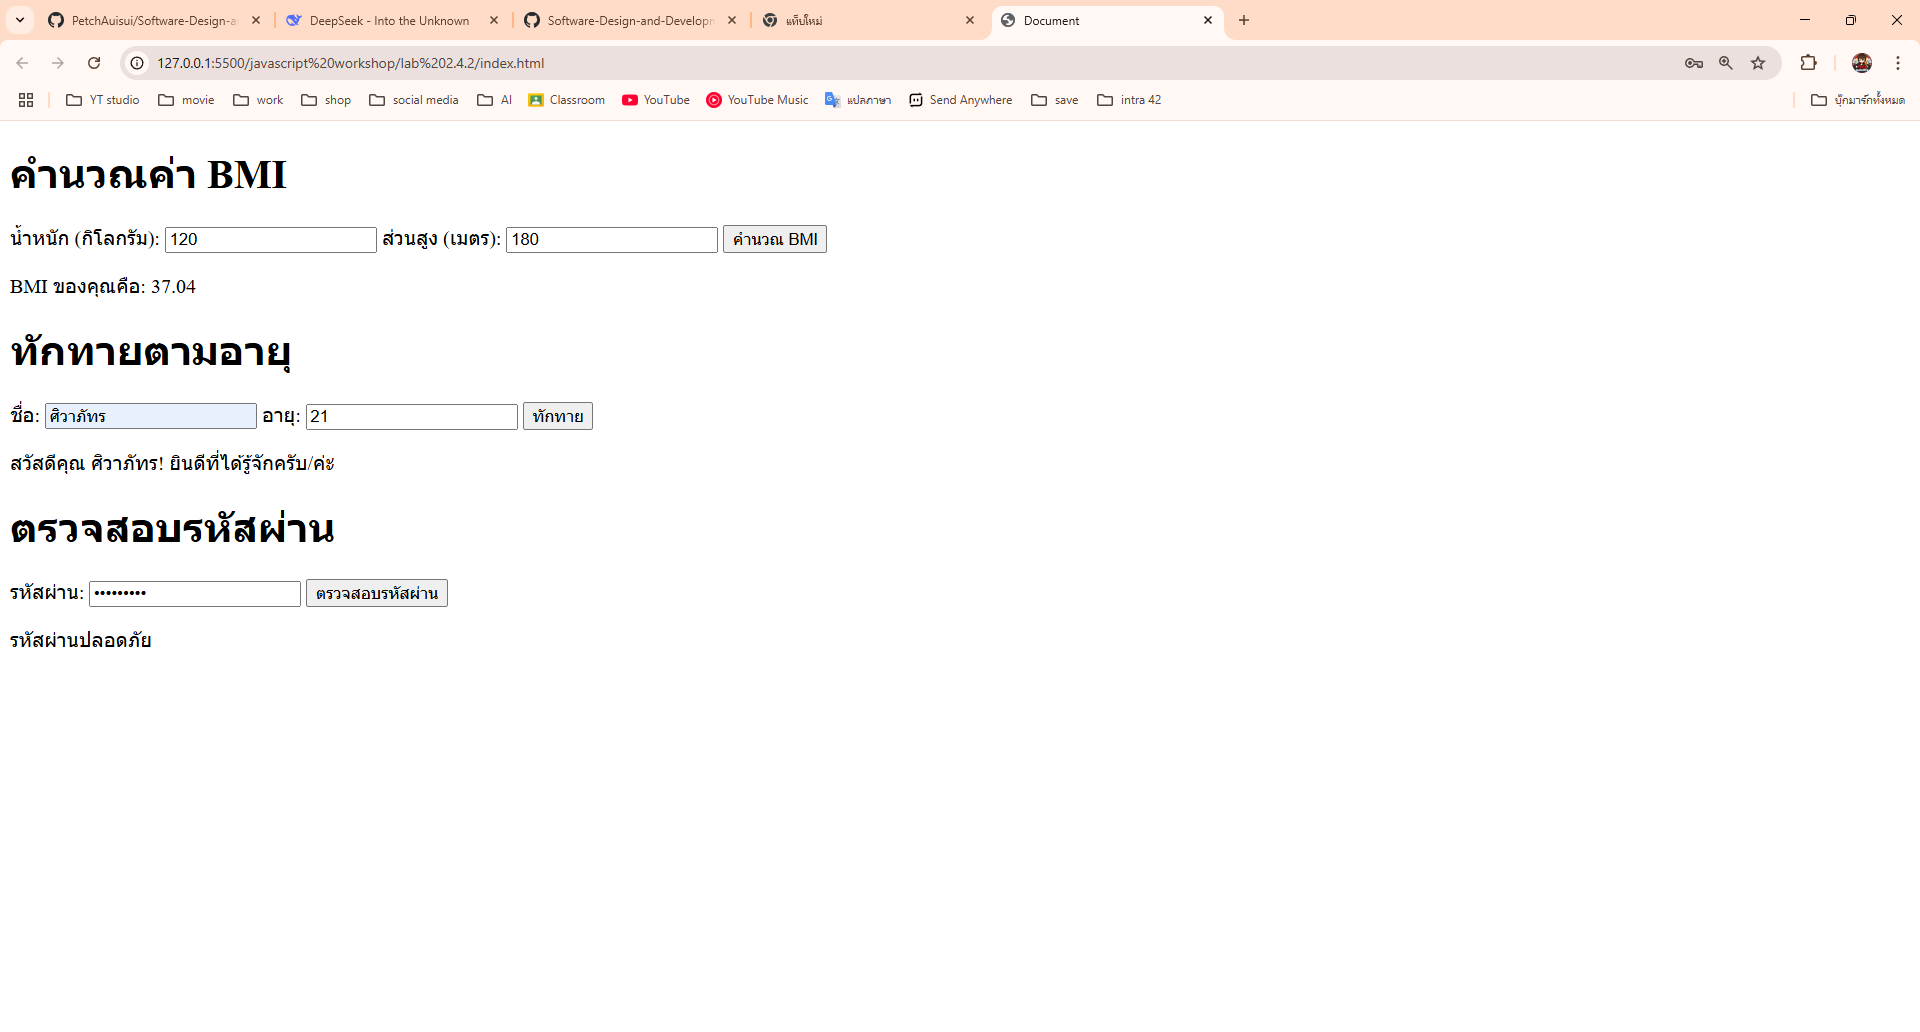 PetchAuisui/Software-Design-a
DeepSeek - Into the Unknown
Software-Design-and-Developm
แท็บใหม่
Document
127.0.0.1:5500/javascript%20workshop/lab%202.4.2/index.html
YT studio
movie
work
shop
social media
AI
Classroom
YouTube
YouTube Music
แปลภาษา
Send Anywhere
save
intra 42
บุ๊กมาร์กทั้งหมด
คำนวณค่า BMI
น้ำหนัก (กิโลกรัม): 120 ส่วนสูง (เมตร): 180 คำนวณ BMI
BMI ของคุณคือ: 37.04
ทักทายตามอายุ
ชื่อ: ศิวาภัทร อายุ: 21 ทักทาย
สวัสดีคุณ ศิวาภัทร! ยินดีที่ได้รู้จักครับ/ค่ะ
ตรวจสอบรหัสผ่าน
รหัสผ่าน: ••••••••• ตรวจสอบรหัสผ่าน
รหัสผ่านปลอดภัย